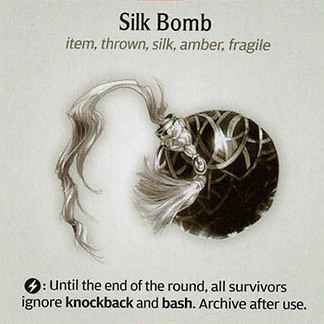 Silk Bomb
item, thrown, silk, amber, fragile
: Until the end of the round, all survivors
ignore knockback and bash. Archive after use.